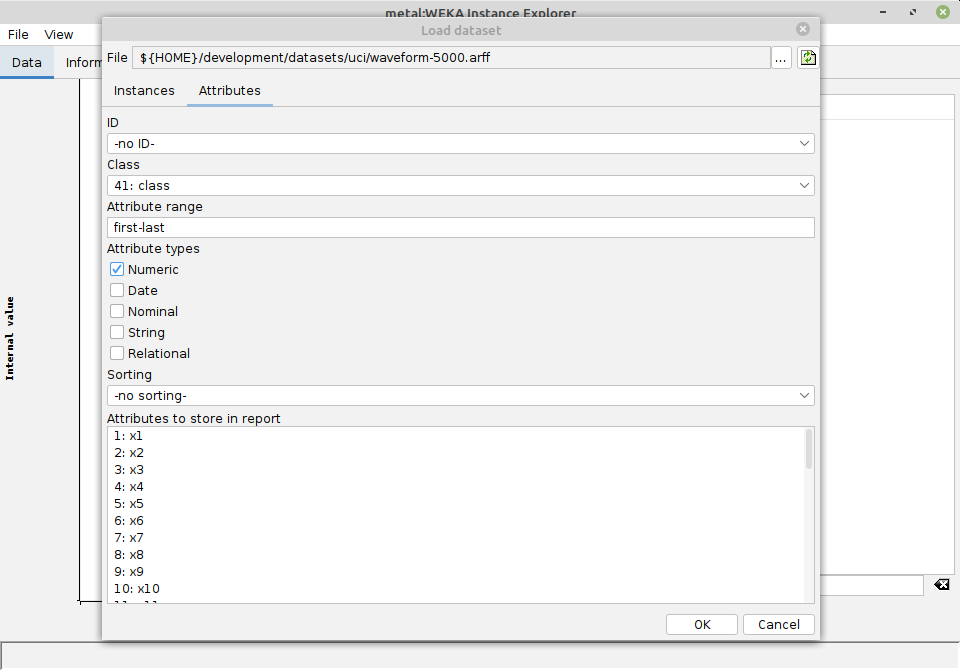 metal:WEKA Instance Explorer
File View
Load dataset
Data
File ${HOME}/development/datasets/uci/waveform-5000.arff ...
Instances Attributes
ID
-no ID-
Class
41: class
Attribute range
first-last
Attribute types
Numeric
Date
Nominal
String
Relational
Internal value
Sorting
-no sorting-
Attributes to store in report
1: x1
2: x2
3: x3
4: x4
5: x5
6: x6
7: x7
8: x8
9: x9
10: x10
OK Cancel